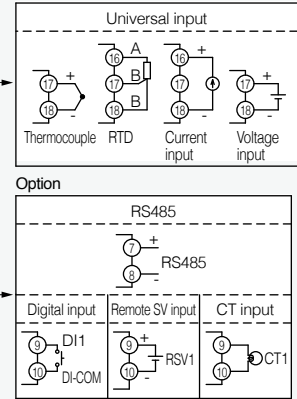 Universal input
16 A
17 B
18 B
16 +
17
18 -
17 +
18 -
17 +
18 -
Thermocouple RTD Current input Voltage input
Option
RS485
7 +
8 -
RS485
Digital input Remote SV input CT input
9 DI1
10 DI-COM
9 +
10 -
RSV1
9
10
CT1